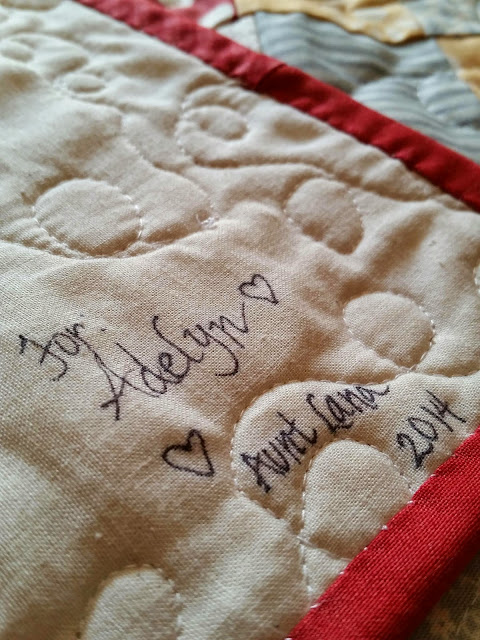 For:
Adelyn ♡
♡ Aunt Lana
2014